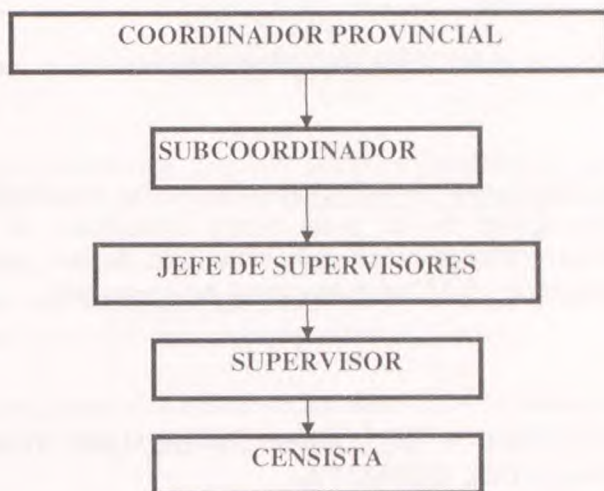 COORDINADOR PROVINCIAL
SUBCOORDINADOR
JEFE DE SUPERVISORES
SUPERVISOR
CENSISTA